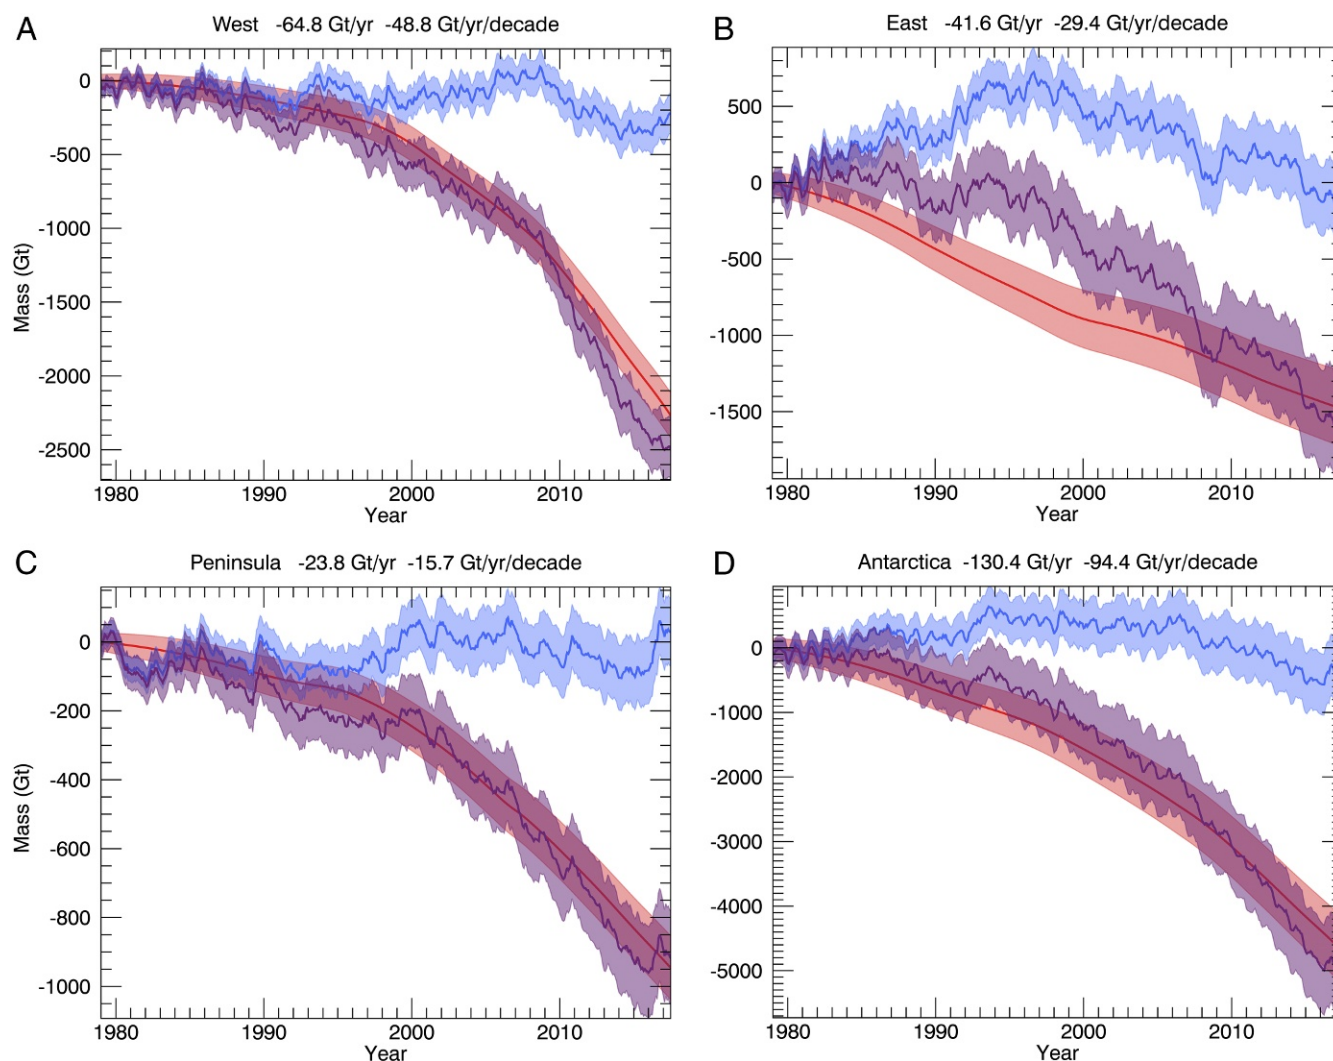 A
West -64.8 Gt/yr -48.8 Gt/yr/decade
0
-500
-1000
-1500
-2000
-2500
Mass (Gt)
1980 1990 2000 2010
Year
B
East -41.6 Gt/yr -29.4 Gt/yr/decade
500
0
-500
-1000
-1500
1980 1990 2000 2010
Year
C
Peninsula -23.8 Gt/yr -15.7 Gt/yr/decade
0
-200
-400
-600
-800
-1000
Mass (Gt)
1980 1990 2000 2010
Year
D
Antarctica -130.4 Gt/yr -94.4 Gt/yr/decade
0
-1000
-2000
-3000
-4000
-5000
1980 1990 2000 2010
Year